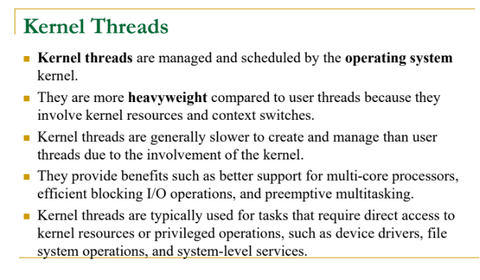 Kernel Threads
Kernel threads are managed and scheduled by the operating system
kernel.
They are more heavyweight compared to user threads because they
involve kernel resources and context switches.
Kernel threads are generally slower to create and manage than user
threads due to the involvement of the kernel.
They provide benefits such as better support for multi-core processors,
efficient blocking I/O operations, and preemptive multitasking.
Kernel threads are typically used for tasks that require direct access to
kernel resources or privileged operations, such as device drivers, file
system operations, and system-level services.